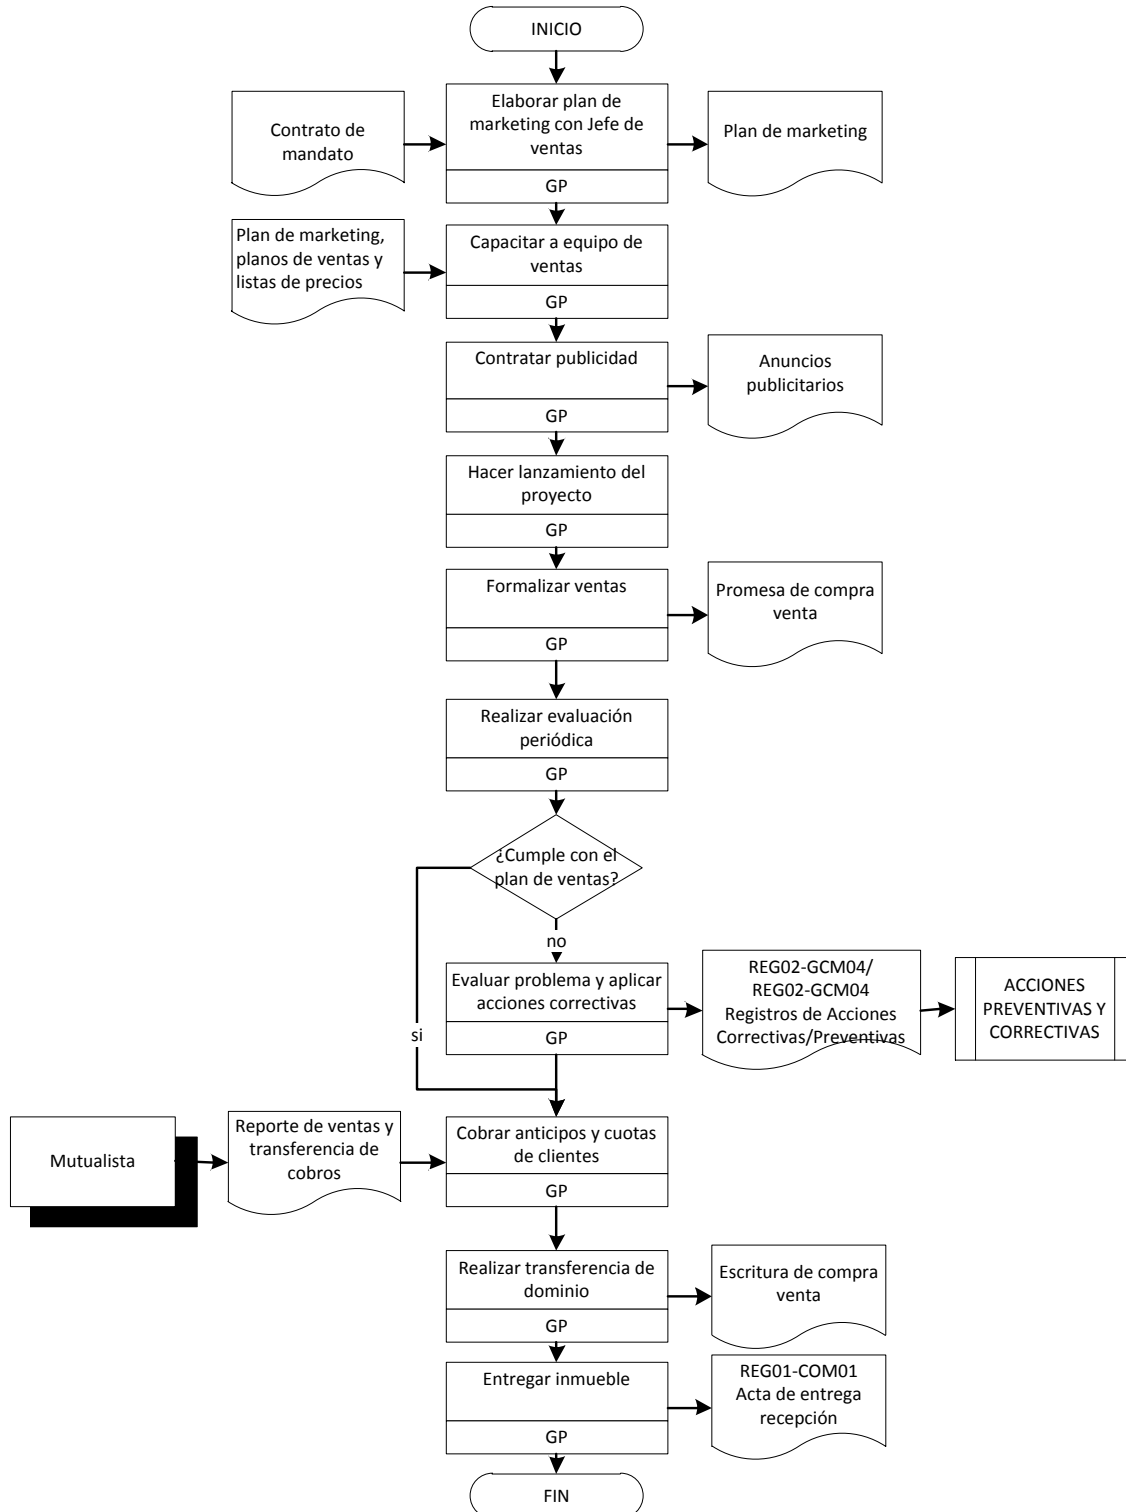 INICIO
Contrato de
mandato
Elaborar plan de
marketing con Jefe de
ventas
GP
Plan de marketing
Plan de marketing,
planos de ventas y
listas de precios
Capacitar a equipo de
ventas
GP
Contratar publicidad
GP
Anuncios
publicitarios
Hacer lanzamiento del
proyecto
GP
Formalizar ventas
GP
Promesa de compra
venta
Realizar evaluación
periódica
GP
¿Cumple con el
plan de ventas?
no
si
Evaluar problema y aplicar
acciones correctivas
GP
REG02-GCM04/
REG02-GCM04
Registros de Acciones
Correctivas/Preventivas
ACCIONES
PREVENTIVAS Y
CORRECTIVAS
Mutualista
Reporte de ventas y
transferencia de
cobros
Cobrar anticipos y cuotas
de clientes
GP
Realizar transferencia de
dominio
GP
Escritura de compra
venta
Entregar inmueble
GP
REG01-COM01
Acta de entrega
recepción
FIN